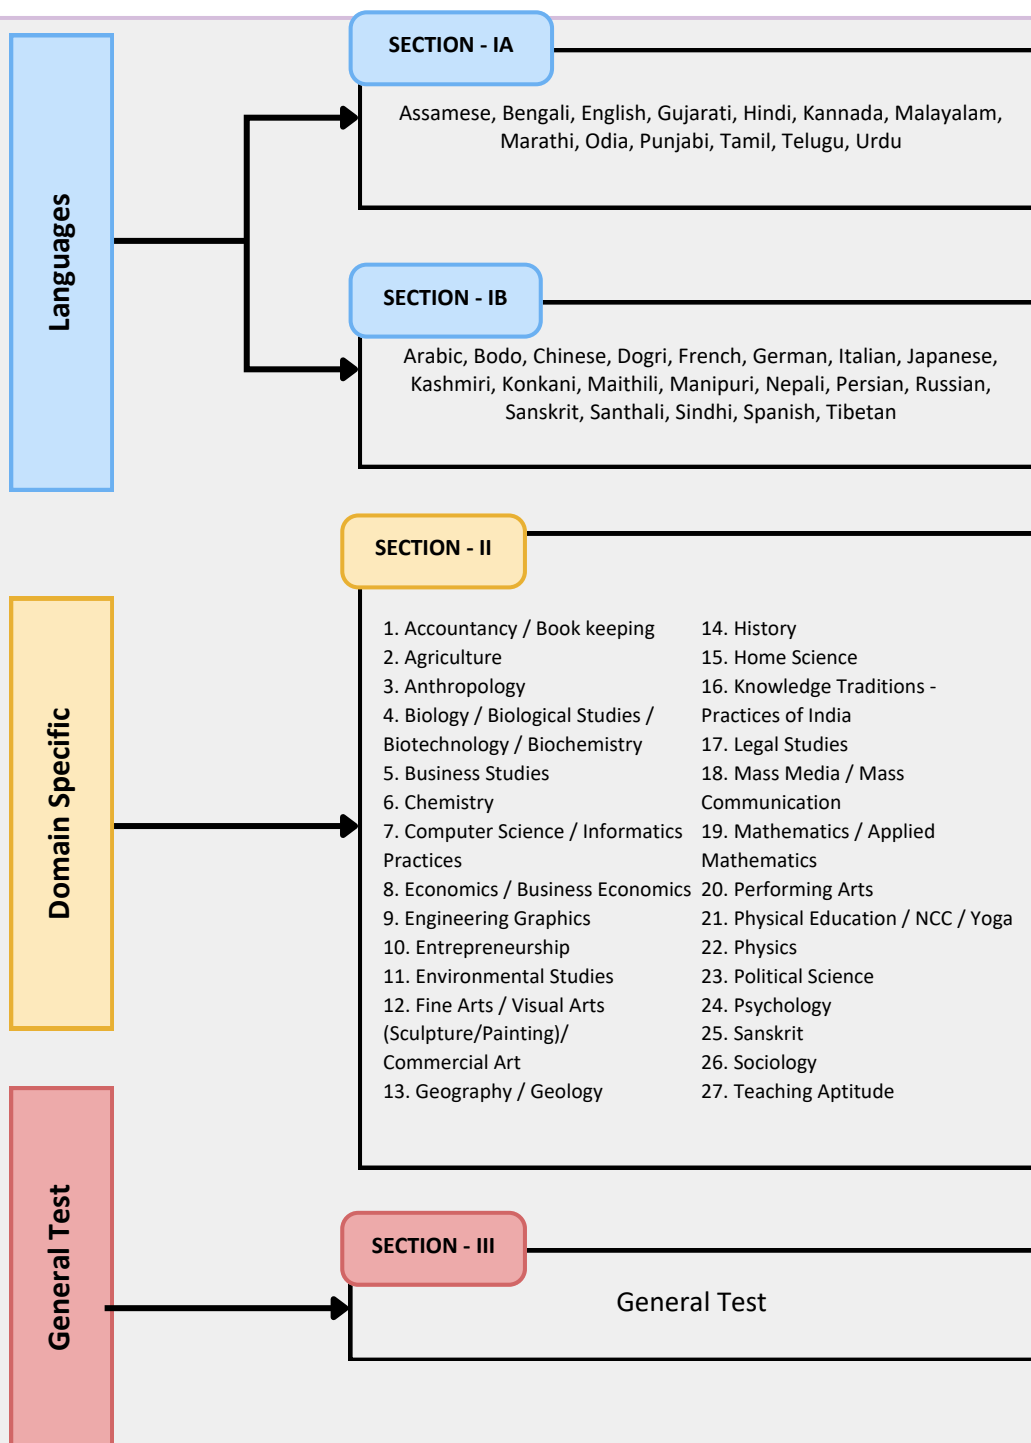 Languages
SECTION - IA
Assamese, Bengali, English, Gujarati, Hindi, Kannada, Malayalam,
Marathi, Odia, Punjabi, Tamil, Telugu, Urdu
SECTION - IB
Arabic, Bodo, Chinese, Dogri, French, German, Italian, Japanese,
Kashmiri, Konkani, Maithili, Manipuri, Nepali, Persian, Russian,
Sanskrit, Santhali, Sindhi, Spanish, Tibetan
Domain Specific
SECTION - II
1. Accountancy / Book keeping
2. Agriculture
3. Anthropology
4. Biology / Biological Studies /
Biotechnology / Biochemistry
5. Business Studies
6. Chemistry
7. Computer Science / Informatics
Practices
8. Economics / Business Economics
9. Engineering Graphics
10. Entrepreneurship
11. Environmental Studies
12. Fine Arts / Visual Arts
(Sculpture/Painting)/
Commercial Art
13. Geography / Geology
14. History
15. Home Science
16. Knowledge Traditions -
Practices of India
17. Legal Studies
18. Mass Media / Mass
Communication
19. Mathematics / Applied
Mathematics
20. Performing Arts
21. Physical Education / NCC / Yoga
22. Physics
23. Political Science
24. Psychology
25. Sanskrit
26. Sociology
27. Teaching Aptitude
General Test
SECTION - III
General Test